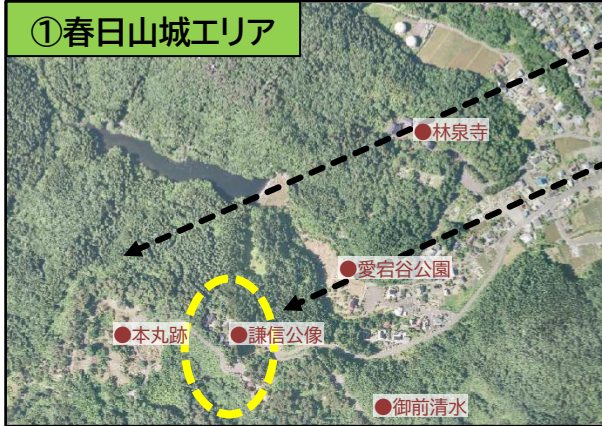 ①春日山城エリア
●林泉寺
●愛宕谷公園
●本丸跡
●謙信公像
●御前清水